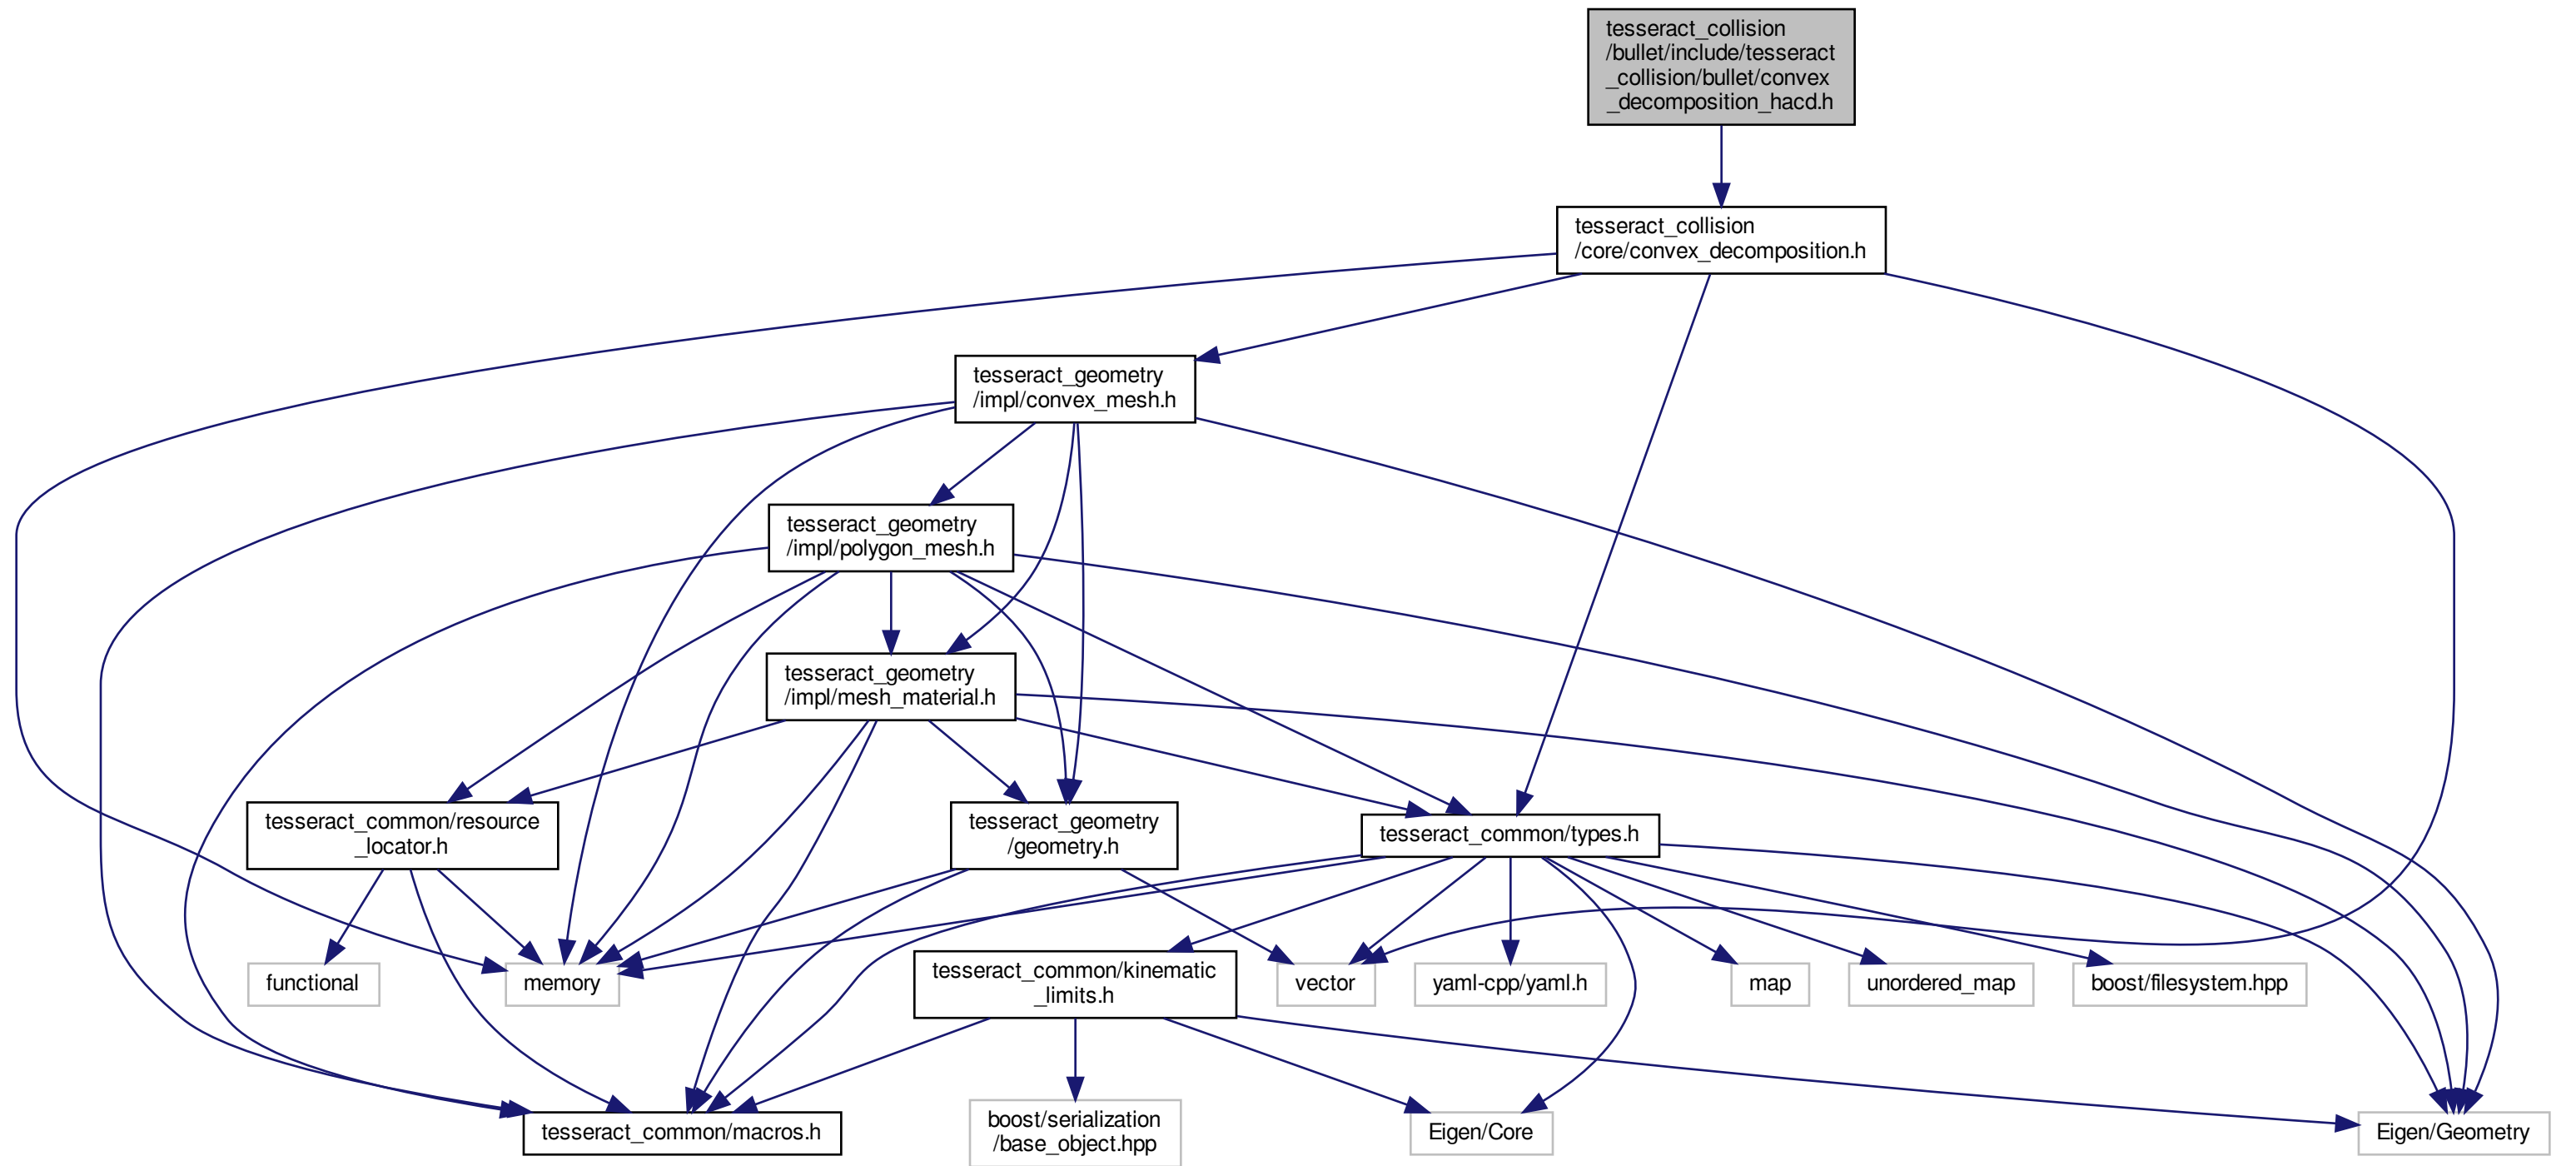 tesseract_collision
/bullet/include/tesseract
_collision/bullet/convex
_decomposition_hacd.h
tesseract_collision
/core/convex_decomposition.h
tesseract_geometry
/impl/convex_mesh.h
tesseract_geometry
/impl/polygon_mesh.h
tesseract_geometry
/impl/mesh_material.h
tesseract_common/resource
_locator.h
tesseract_geometry
/geometry.h
tesseract_common/types.h
functional
memory
tesseract_common/kinematic
_limits.h
vector
yaml-cpp/yaml.h
map
unordered_map
boost/filesystem.hpp
tesseract_common/macros.h
boost/serialization
/base_object.hpp
Eigen/Core
Eigen/Geometry